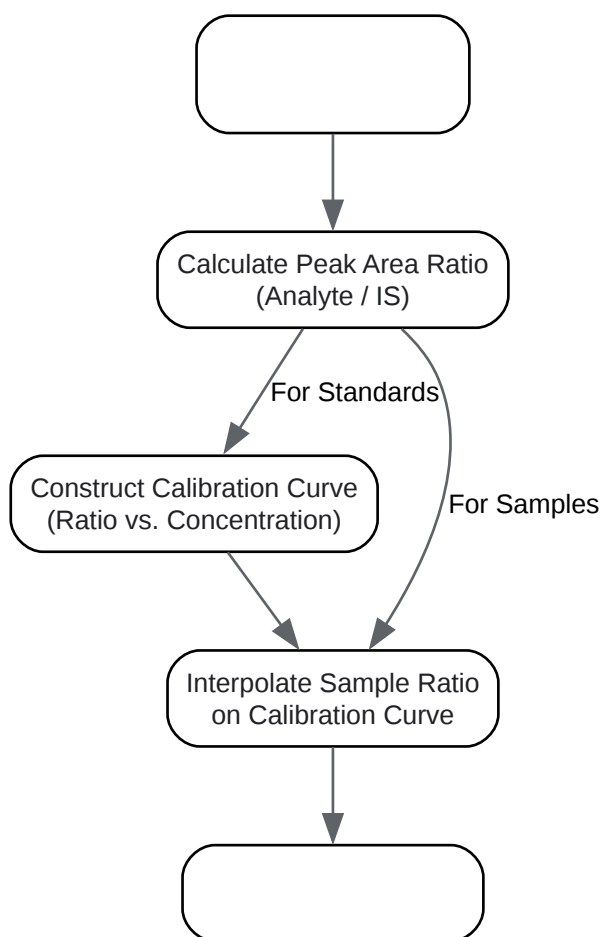 Calculate Peak Area Ratio
(Analyte / IS)
For Standards
Construct Calibration Curve
(Ratio vs. Concentration)
For Samples
Interpolate Sample Ratio
on Calibration Curve